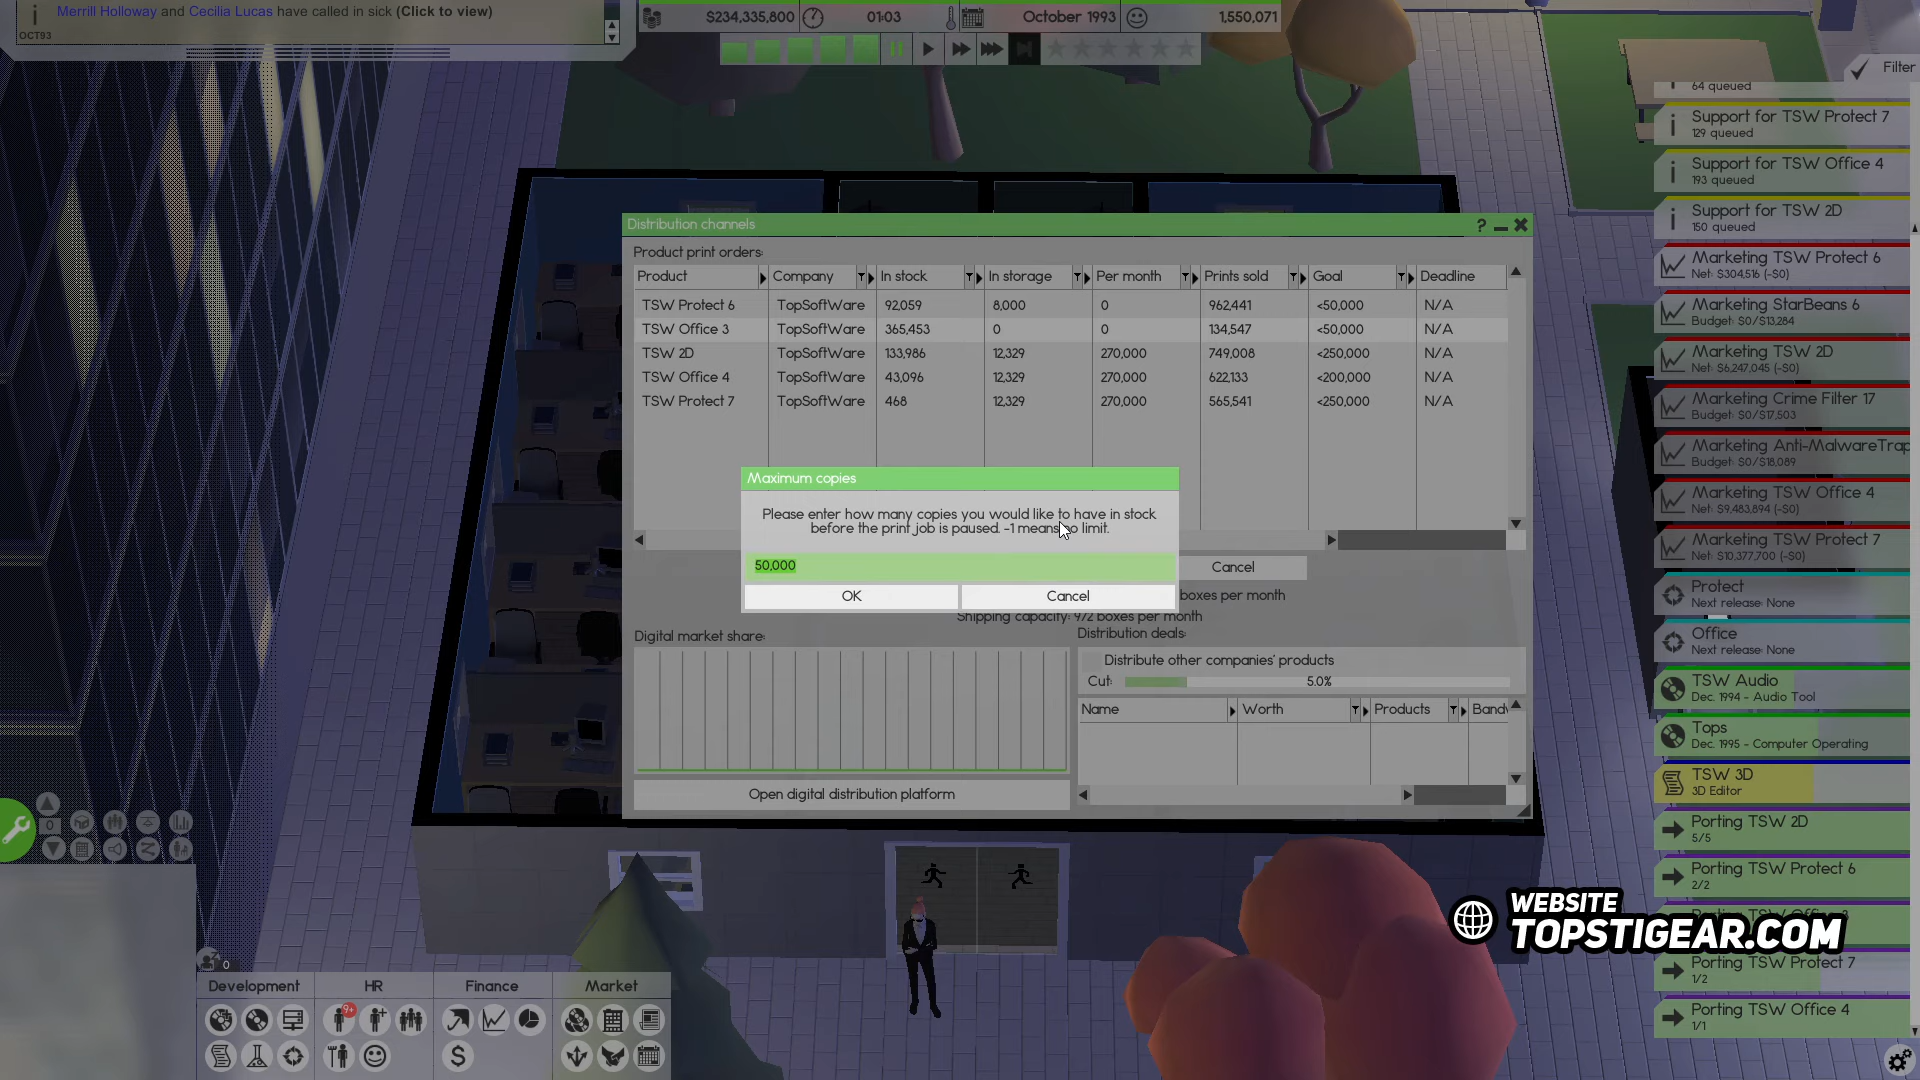 Merrill Holloway and Cecilia Lucas have called in sick (Click to view)
OCT93
$234,335,800
01:03
October 1993
1,550,071
Filter
64 queued
Support for TSW Protect 7
129 queued
Support for TSW Office 4
193 queued
Support for TSW 2D
150 queued
Marketing TSW Protect 6
Net: $304,516 (-$0)
Marketing StarBeans 6
Budget: $0/$13,284
Marketing TSW 2D
Net: $6,247,045 (-$0)
Marketing Crime Filter 17
Budget: $0/$17,503
Marketing Anti-MalwareTrap
Budget: $0/$18,089
Marketing TSW Office 4
Net: $9,483,894 (-$0)
Marketing TSW Protect 7
Net: $10,377,700 (-$0)
Protect
Next release: None
Office
Next release: None
TSW Audio
Dec. 1994 - Audio Tool
Tops
Dec. 1995 - Computer Operating
TSW 3D
3D Editor
Porting TSW 2D
5/5
Porting TSW Protect 6
2/2
Porting TSW Protect 7
1/2
Porting TSW Office 4
1/1
Distribution channels
?
Product print orders:
Product Company In stock In storage Per month Prints sold Goal Deadline
TSW Protect 6 TopSoftWare 92,059 8,000 0 962,441 <50,000 N/A
TSW Office 3 TopSoftWare 365,453 0 0 134,547 <50,000 N/A
TSW 2D TopSoftWare 133,986 12,329 270,000 749,008 <250,000 N/A
TSW Office 4 TopSoftWare 43,096 12,329 270,000 622,133 <200,000 N/A
TSW Protect 7 TopSoftWare 468 12,329 270,000 565,541 <250,000 N/A
Maximum copies
Please enter how many copies you would like to have in stock
before the print job is paused. -1 means no limit.
50,000
OK Cancel
Cancel
boxes per month
Shipping capacity: 972 boxes per month
Digital market share:
Open digital distribution platform
Distribution deals:
Distribute other companies' products
Cut: 5.0%
Name Worth Products
0
0
Development HR Finance Market
9+
$
WEBSITE
TOPSTIGEAR.COM